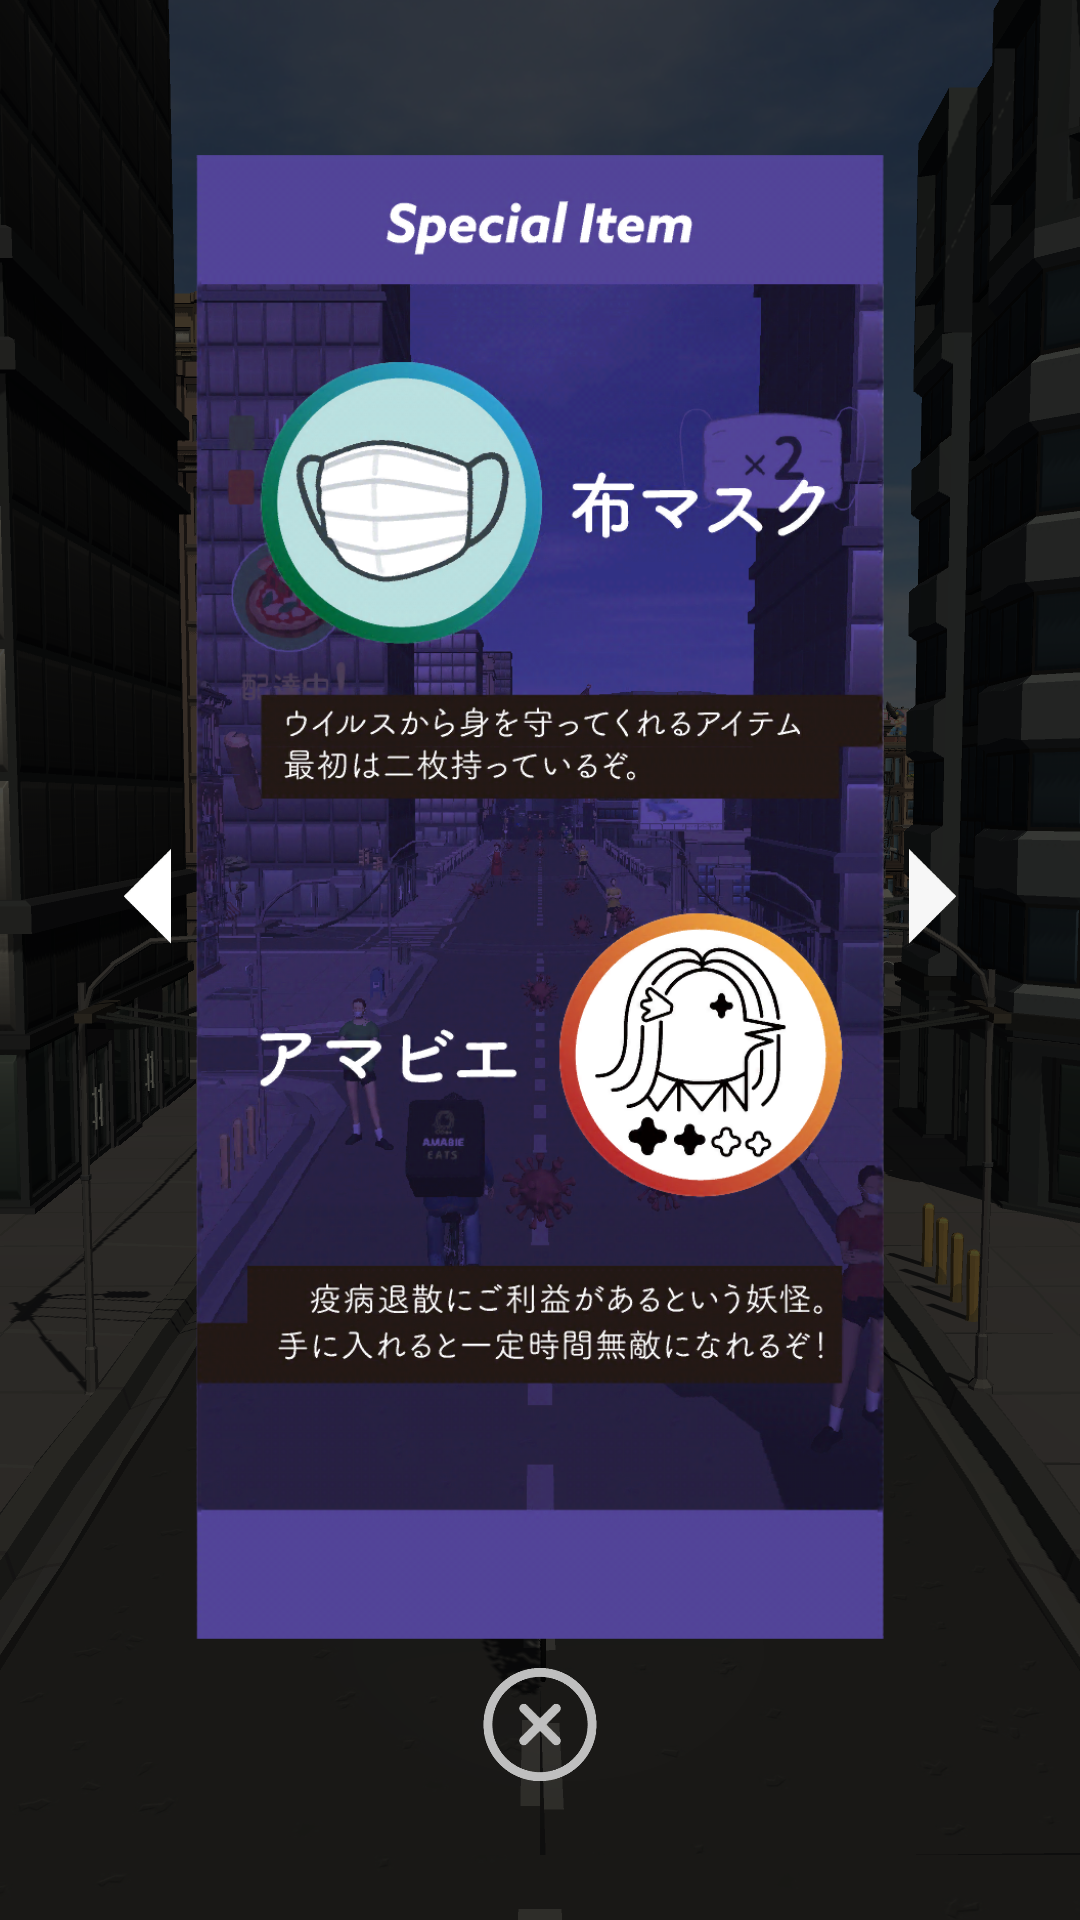 Special Item
×2
布マスク
配達中!
ウイルスから身を守ってくれるアイテム
最初は二枚持っているぞ。
アマビエ
AMABIE
EATS
疫病退散にご利益があるという妖怪。
手に入れると一定時間無敵になれるぞ!